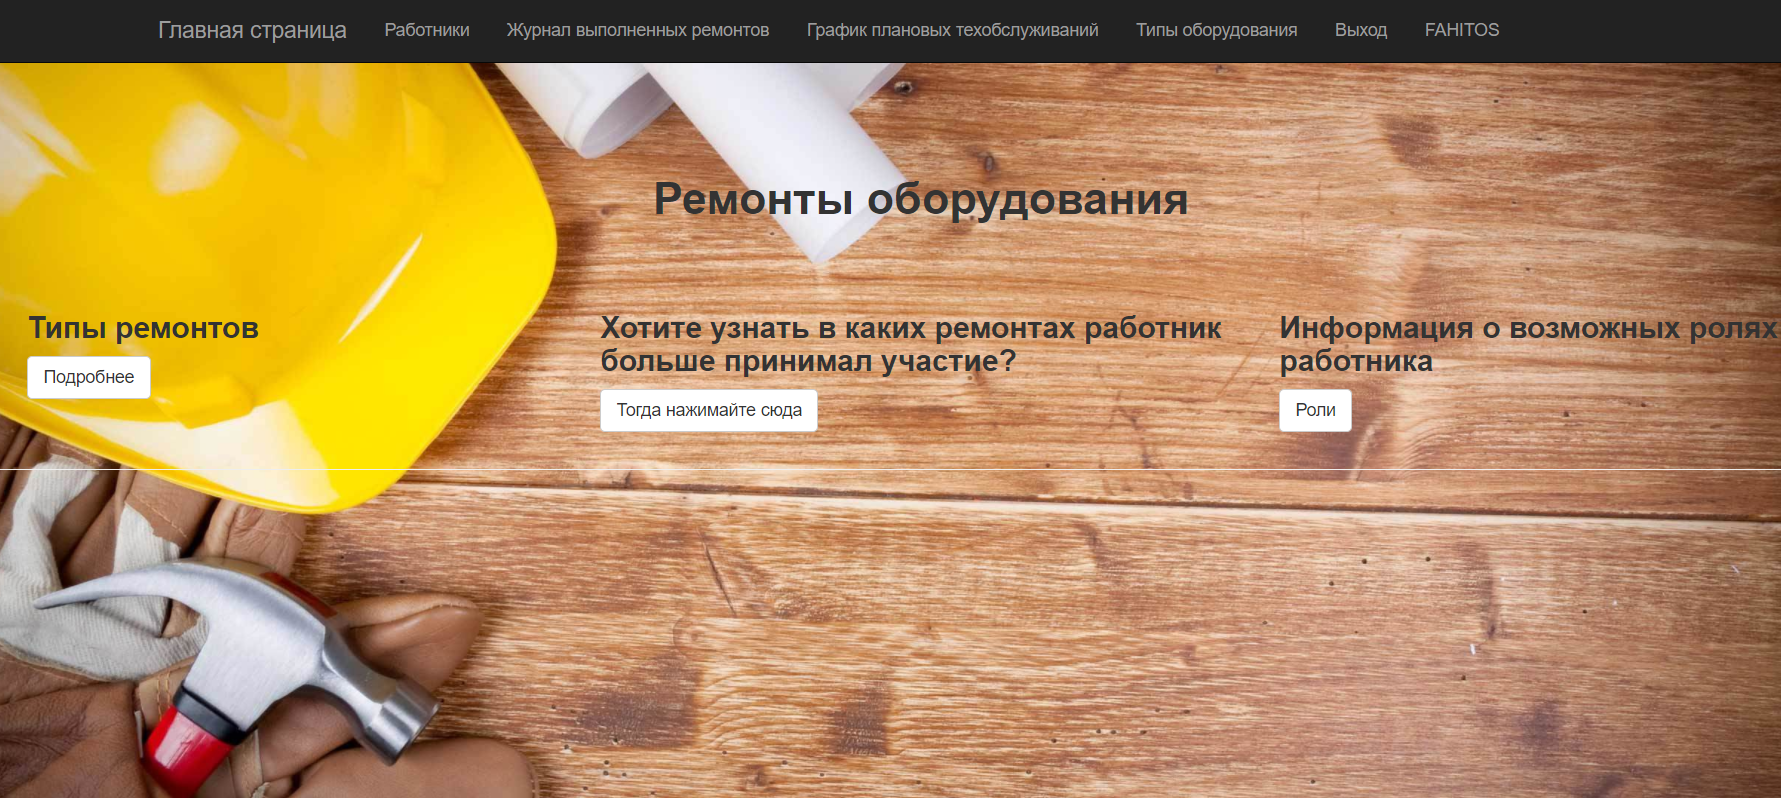 Главная страница Работники Журнал выполненных ремонтов График плановых техобслуживаний Типы оборудования Выход FAHITOS
Ремонты оборудования
Типы ремонтов
Подробнее
Хотите узнать в каких ремонтах работник
больше принимал участие?
Тогда нажимайте сюда
Информация о возможных ролях
работника
Роли